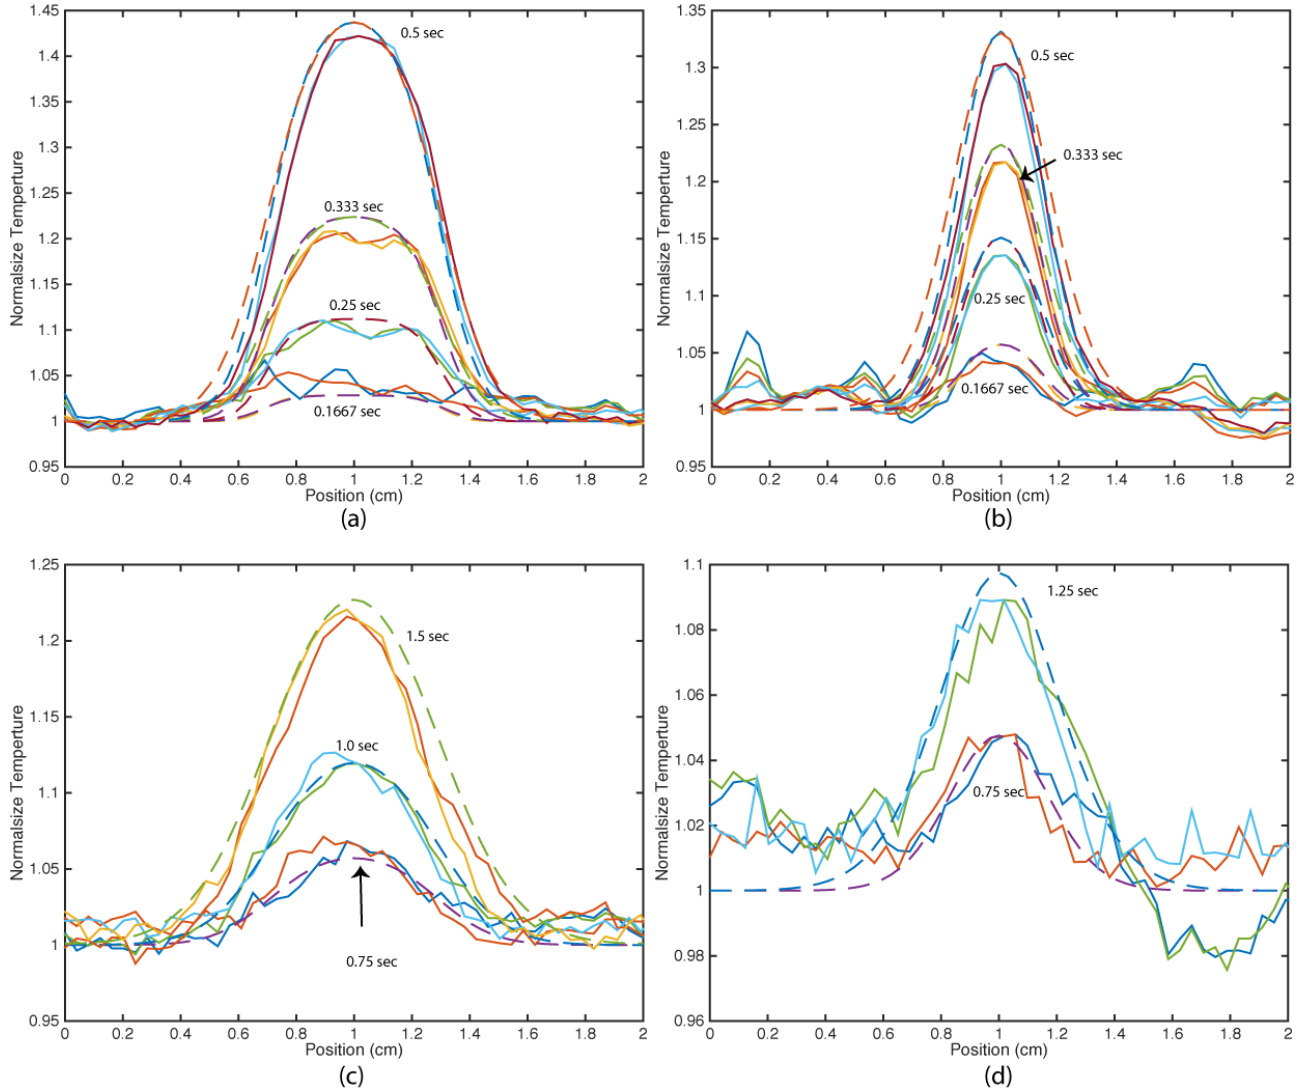 1.45
0.5 sec
1.4
1.35
1.3
1.25
0.333 sec
1.2
1.15
0.25 sec
1.1
1.05
0.1667 sec
1
0.95
0 0.2 0.4 0.6 0.8 1.0 1.2 1.4 1.6 1.8 2
Normalsize Temperture
Position (cm)
(a)
1.35
0.5 sec
1.3
1.25
0.333 sec
1.2
1.15
0.25 sec
1.1
1.05
0.1667 sec
1
0.95
0 0.2 0.4 0.6 0.8 1 1.2 1.4 1.6 1.8 2
Normalsize Temperture
Position (cm)
(b)
1.25
1.5 sec
1.2
1.15
1.0 sec
1.1
1.05
1
0.75 sec
0.95
0 0.2 0.4 0.6 0.8 1 1.2 1.4 1.6 1.8 2
Normalsize Temperture
Position (cm)
(c)
1.1
1.25 sec
1.08
1.06
1.04
0.75 sec
1.02
1
0.98
0.96
0 0.2 0.4 0.6 0.8 1 1.2 1.4 1.6 1.8 2
Normalsize Temperture
Position (cm)
(d)